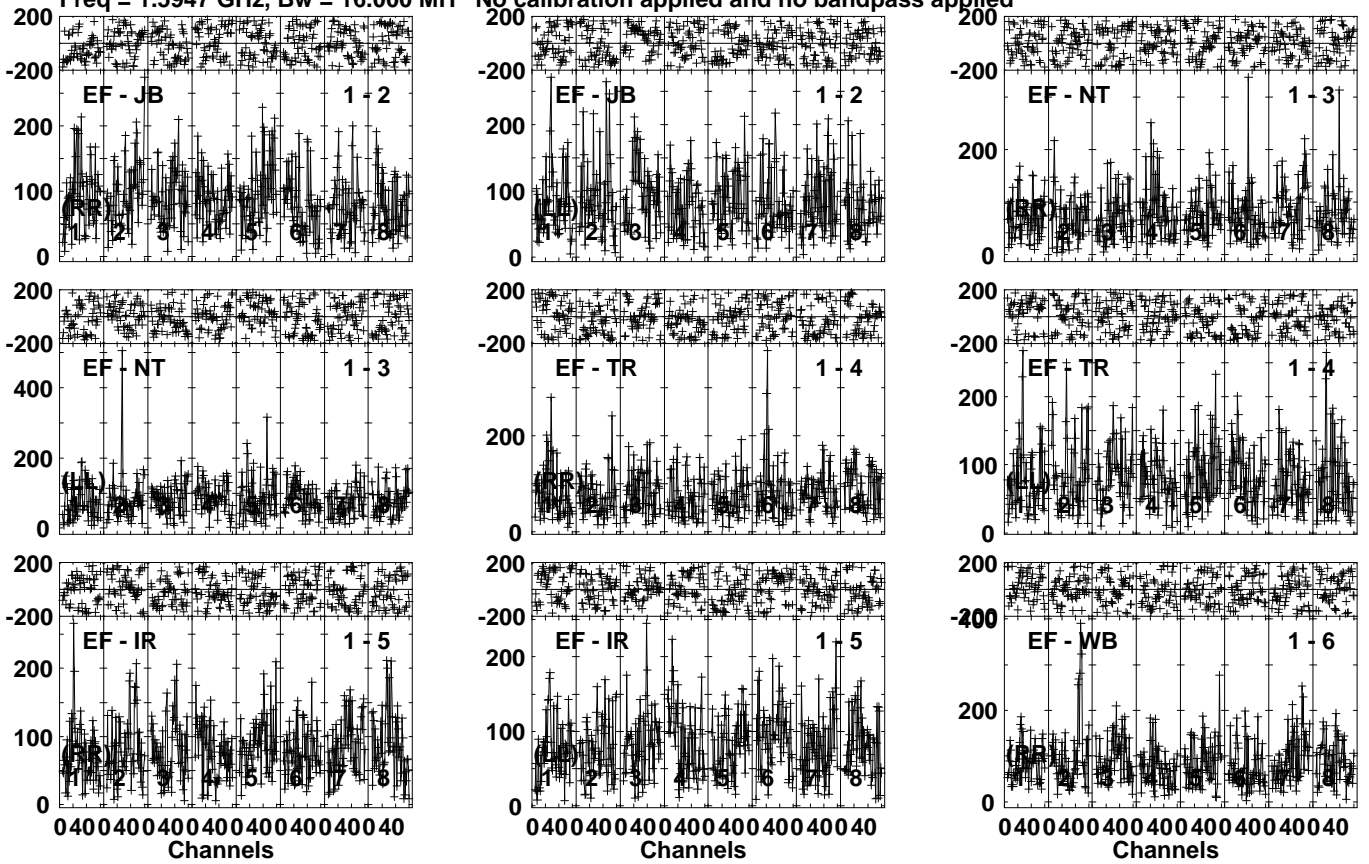 Freq = 1.5947 GHz, Bw = 16.000 MH No calibration applied and no bandpass applied
200 200 200
-200 -200 -200
EF - JB 1 - 2 EF - JB 1 - 2 EF - NT 1 - 3
200 200 200
100 100
(RR) (LL) (RR)
1 2 3 4 5 6 7 8 1 2 3 4 5 6 7 8 1 2 3 4 5 6 7 8
0 0 0
200 200 200
-200 -200 -200
EF - NT 1 - 3 EF - TR 1 - 4 EF - TR 1 - 4
400 200 200
200 100
(LL) (RR) (LL)
1 2 3 4 5 6 7 8 1 2 3 4 5 6 7 8 1 2 3 4 5 6 7 8
0 0 0
200 200 200
-200 -200 -200
400
EF - IR 1 - 5 EF - IR 1 - 5 EF - WB 1 - 6
200 200 200
100 100
(RR) (LL) (RR)
1 2 3 4 5 6 7 8 1 2 3 4 5 6 7 8 1 2 3 4 5 6 7 8
0 0 0
0 40 0 40 0 40 0 40 0 40 0 40 0 40 0 40 0 40 0 40 0 40 0 40 0 40 0 40 0 40 0 40 0 40 0 40 0 40 0 40 0 40 0 40 0 40 0 40
Channels Channels Channels